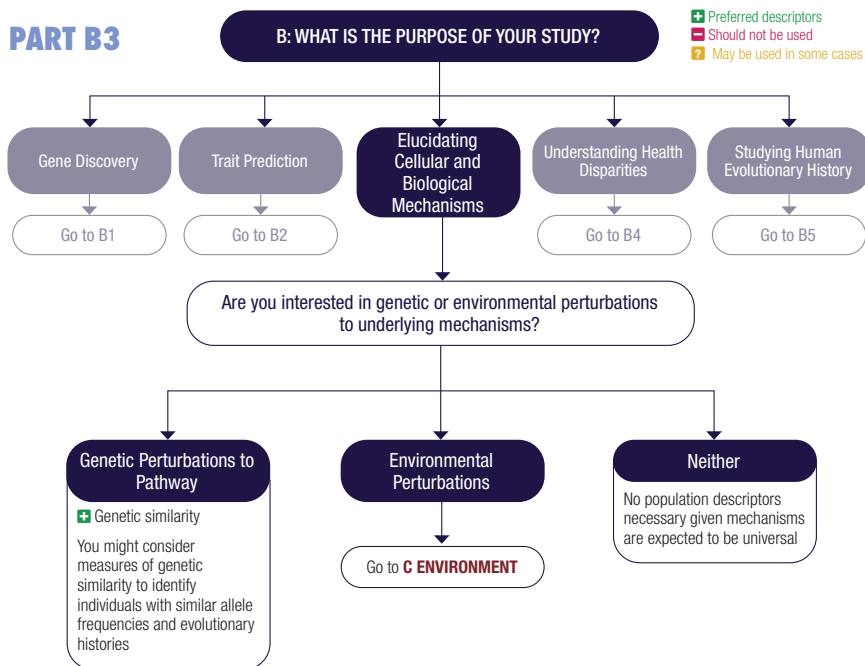 PART B3
B: WHAT IS THE PURPOSE OF YOUR STUDY?
Preferred descriptors
Should not be used
? May be used in some cases
Gene Discovery
Trait Prediction
Elucidating
Cellular and
Biological
Mechanisms
Understanding Health
Disparities
Studying Human
Evolutionary History
Go to B1
Go to B2
Go to B4
Go to B5
Are you interested in genetic or environmental perturbations
to underlying mechanisms?
Genetic Perturbations to
Pathway
+ Genetic similarity
You might consider
measures of genetic
similarity to identify
individuals with similar allele
frequencies and evolutionary
histories
Environmental
Perturbations
Go to C ENVIRONMENT
Neither
No population descriptors
necessary given mechanisms
are expected to be universal